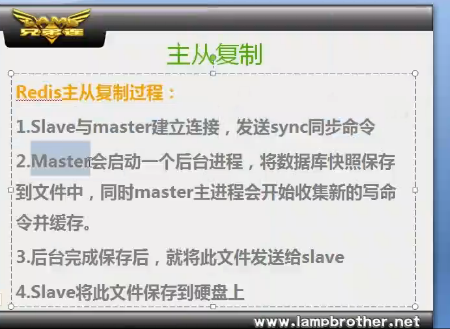 LAMP
兄弟连
主从复制
Redis主从复制过程：
1.Slave与master建立连接，发送sync同步命令
2.Master会启动一个后台进程，将数据库快照保存
到文件中，同时master主进程会开始收集新的写命
令并缓存。
3.后台完成保存后，就将此文件发送给slave
4.Slave将此文件保存到硬盘上
www.lampbrother.net